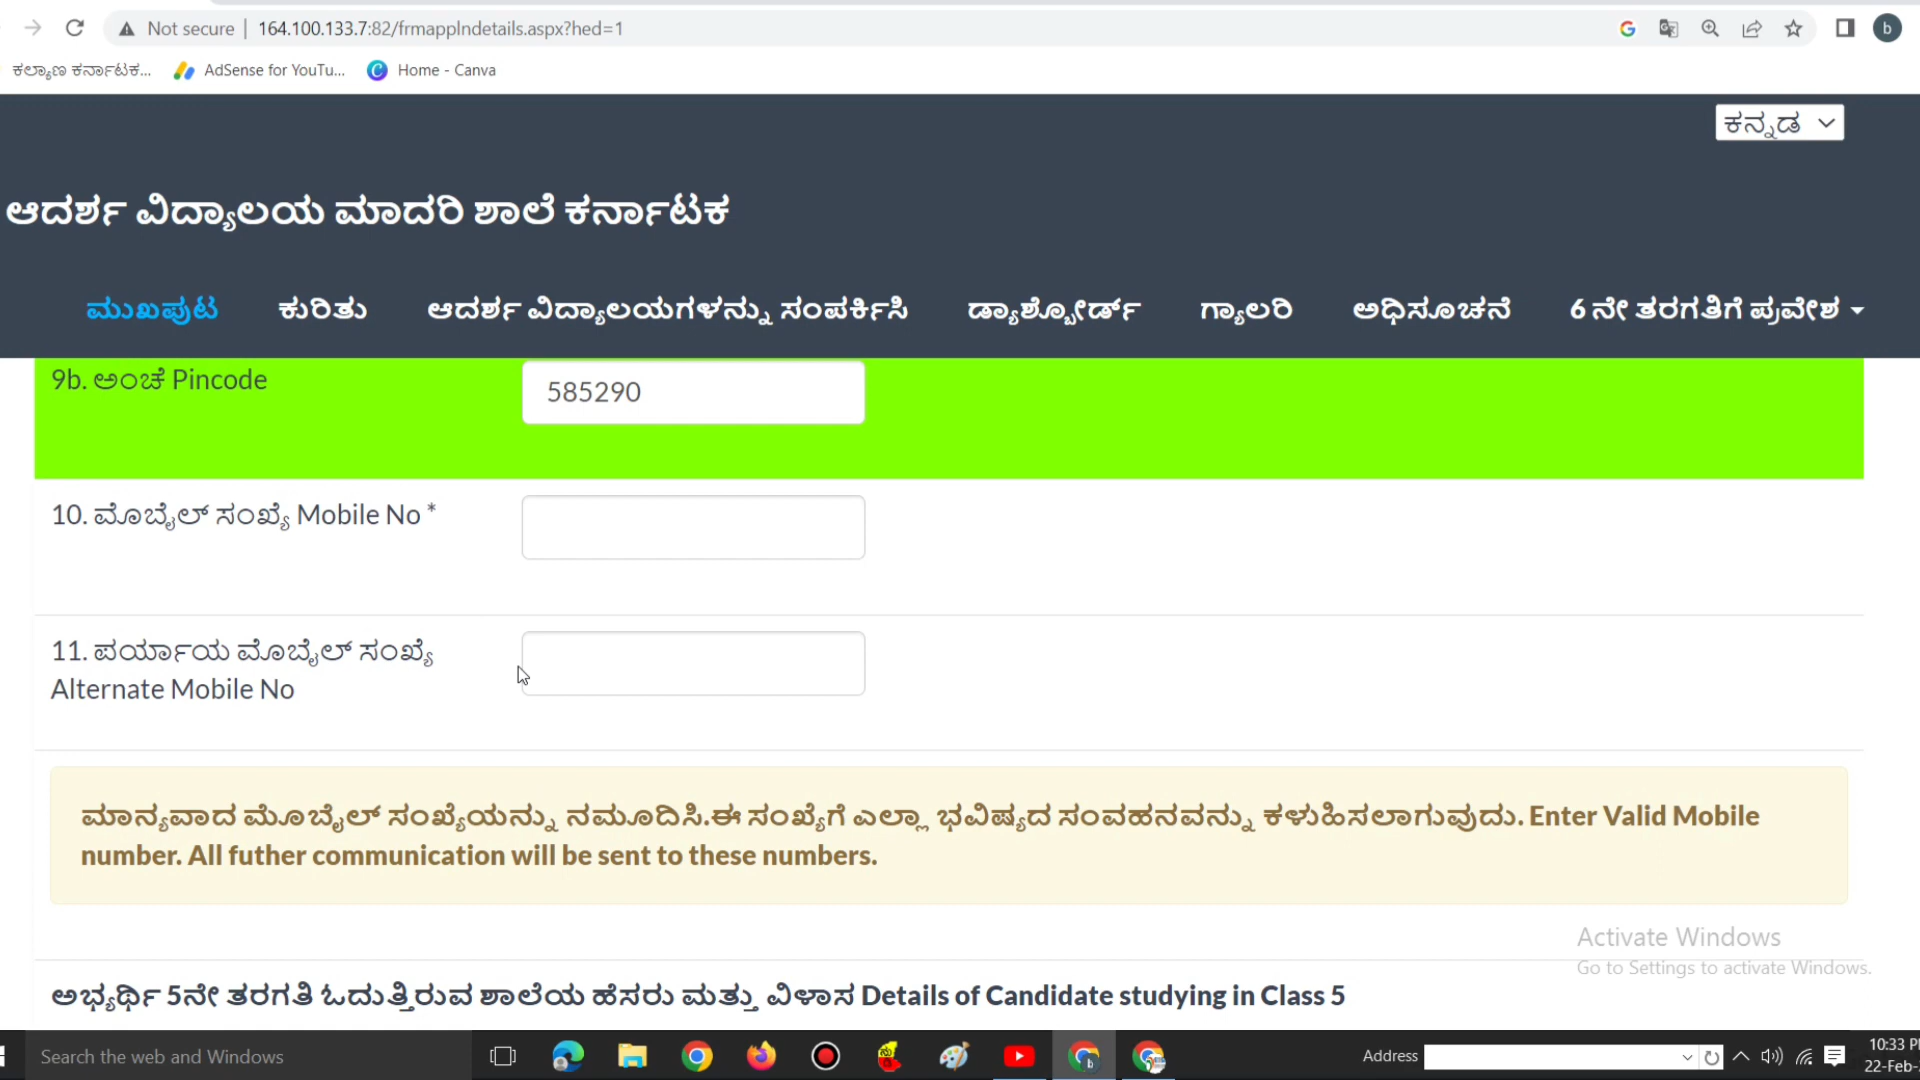 Not secure | 164.100.133.7:82/frmapplndetails.aspx?hed=1
b
ಕಲ್ಯಾಣ ಕರ್ನಾಟಕ... AdSense for YouTu... Home - Canva
ಕನ್ನಡ
ಆದರ್ಶ ವಿದ್ಯಾಲಯ ಮಾದರಿ ಶಾಲೆ ಕರ್ನಾಟಕ
ಮುಖಪುಟ ಕುರಿತು ಆದರ್ಶ ವಿದ್ಯಾಲಯಗಳನ್ನು ಸಂಪರ್ಕಿಸಿ ಡ್ಯಾಶ್ಬೋರ್ಡ್ ಗ್ಯಾಲರಿ ಅಧಿಸೂಚನೆ 6 ನೇ ತರಗತಿಗೆ ಪ್ರವೇಶ
9b. ಅಂಚೆ Pincode 585290
10. ಮೊಬೈಲ್ ಸಂಖ್ಯೆ Mobile No *
11. ಪರ್ಯಾಯ ಮೊಬೈಲ್ ಸಂಖ್ಯೆ
Alternate Mobile No
ಮಾನ್ಯವಾದ ಮೊಬೈಲ್ ಸಂಖ್ಯೆಯನ್ನು ನಮೂದಿಸಿ.ಈ ಸಂಖ್ಯೆಗೆ ಎಲ್ಲಾ ಭವಿಷ್ಯದ ಸಂವಹನವನ್ನು ಕಳುಹಿಸಲಾಗುವುದು. Enter Valid Mobile
number. All futher communication will be sent to these numbers.
Activate Windows
Go to Settings to activate Windows.
ಅಭ್ಯರ್ಥಿ 5ನೇ ತರಗತಿ ಓದುತ್ತಿರುವ ಶಾಲೆಯ ಹೆಸರು ಮತ್ತು ವಿಳಾಸ Details of Candidate studying in Class 5
Search the web and Windows Address 10:33 P
22-Feb-